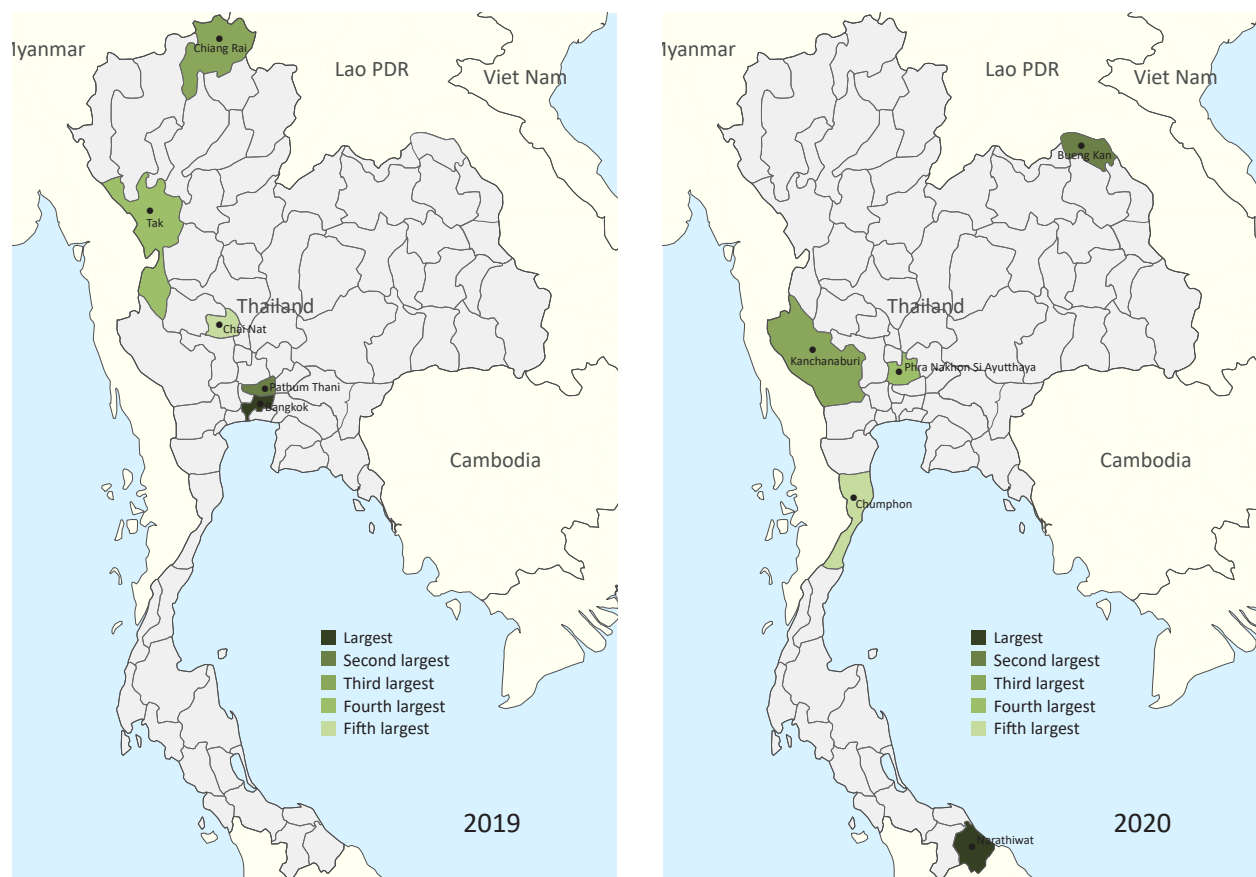 Chiang Rai
Myanmar
Lao PDR
Viet Nam
Tak
Thailand
Chai Nat
Pathum Thani
Bangkok
Cambodia
Largest
Second largest
Third largest
Fourth largest
Fifth largest
2019
Myanmar
Lao PDR
Viet Nam
Bueng Kan
Thailand
Kanchanaburi
Phra Nakhon Si Ayutthaya
Cambodia
Chumphon
Largest
Second largest
Third largest
Fourth largest
Fifth largest
2020
Narathiwat